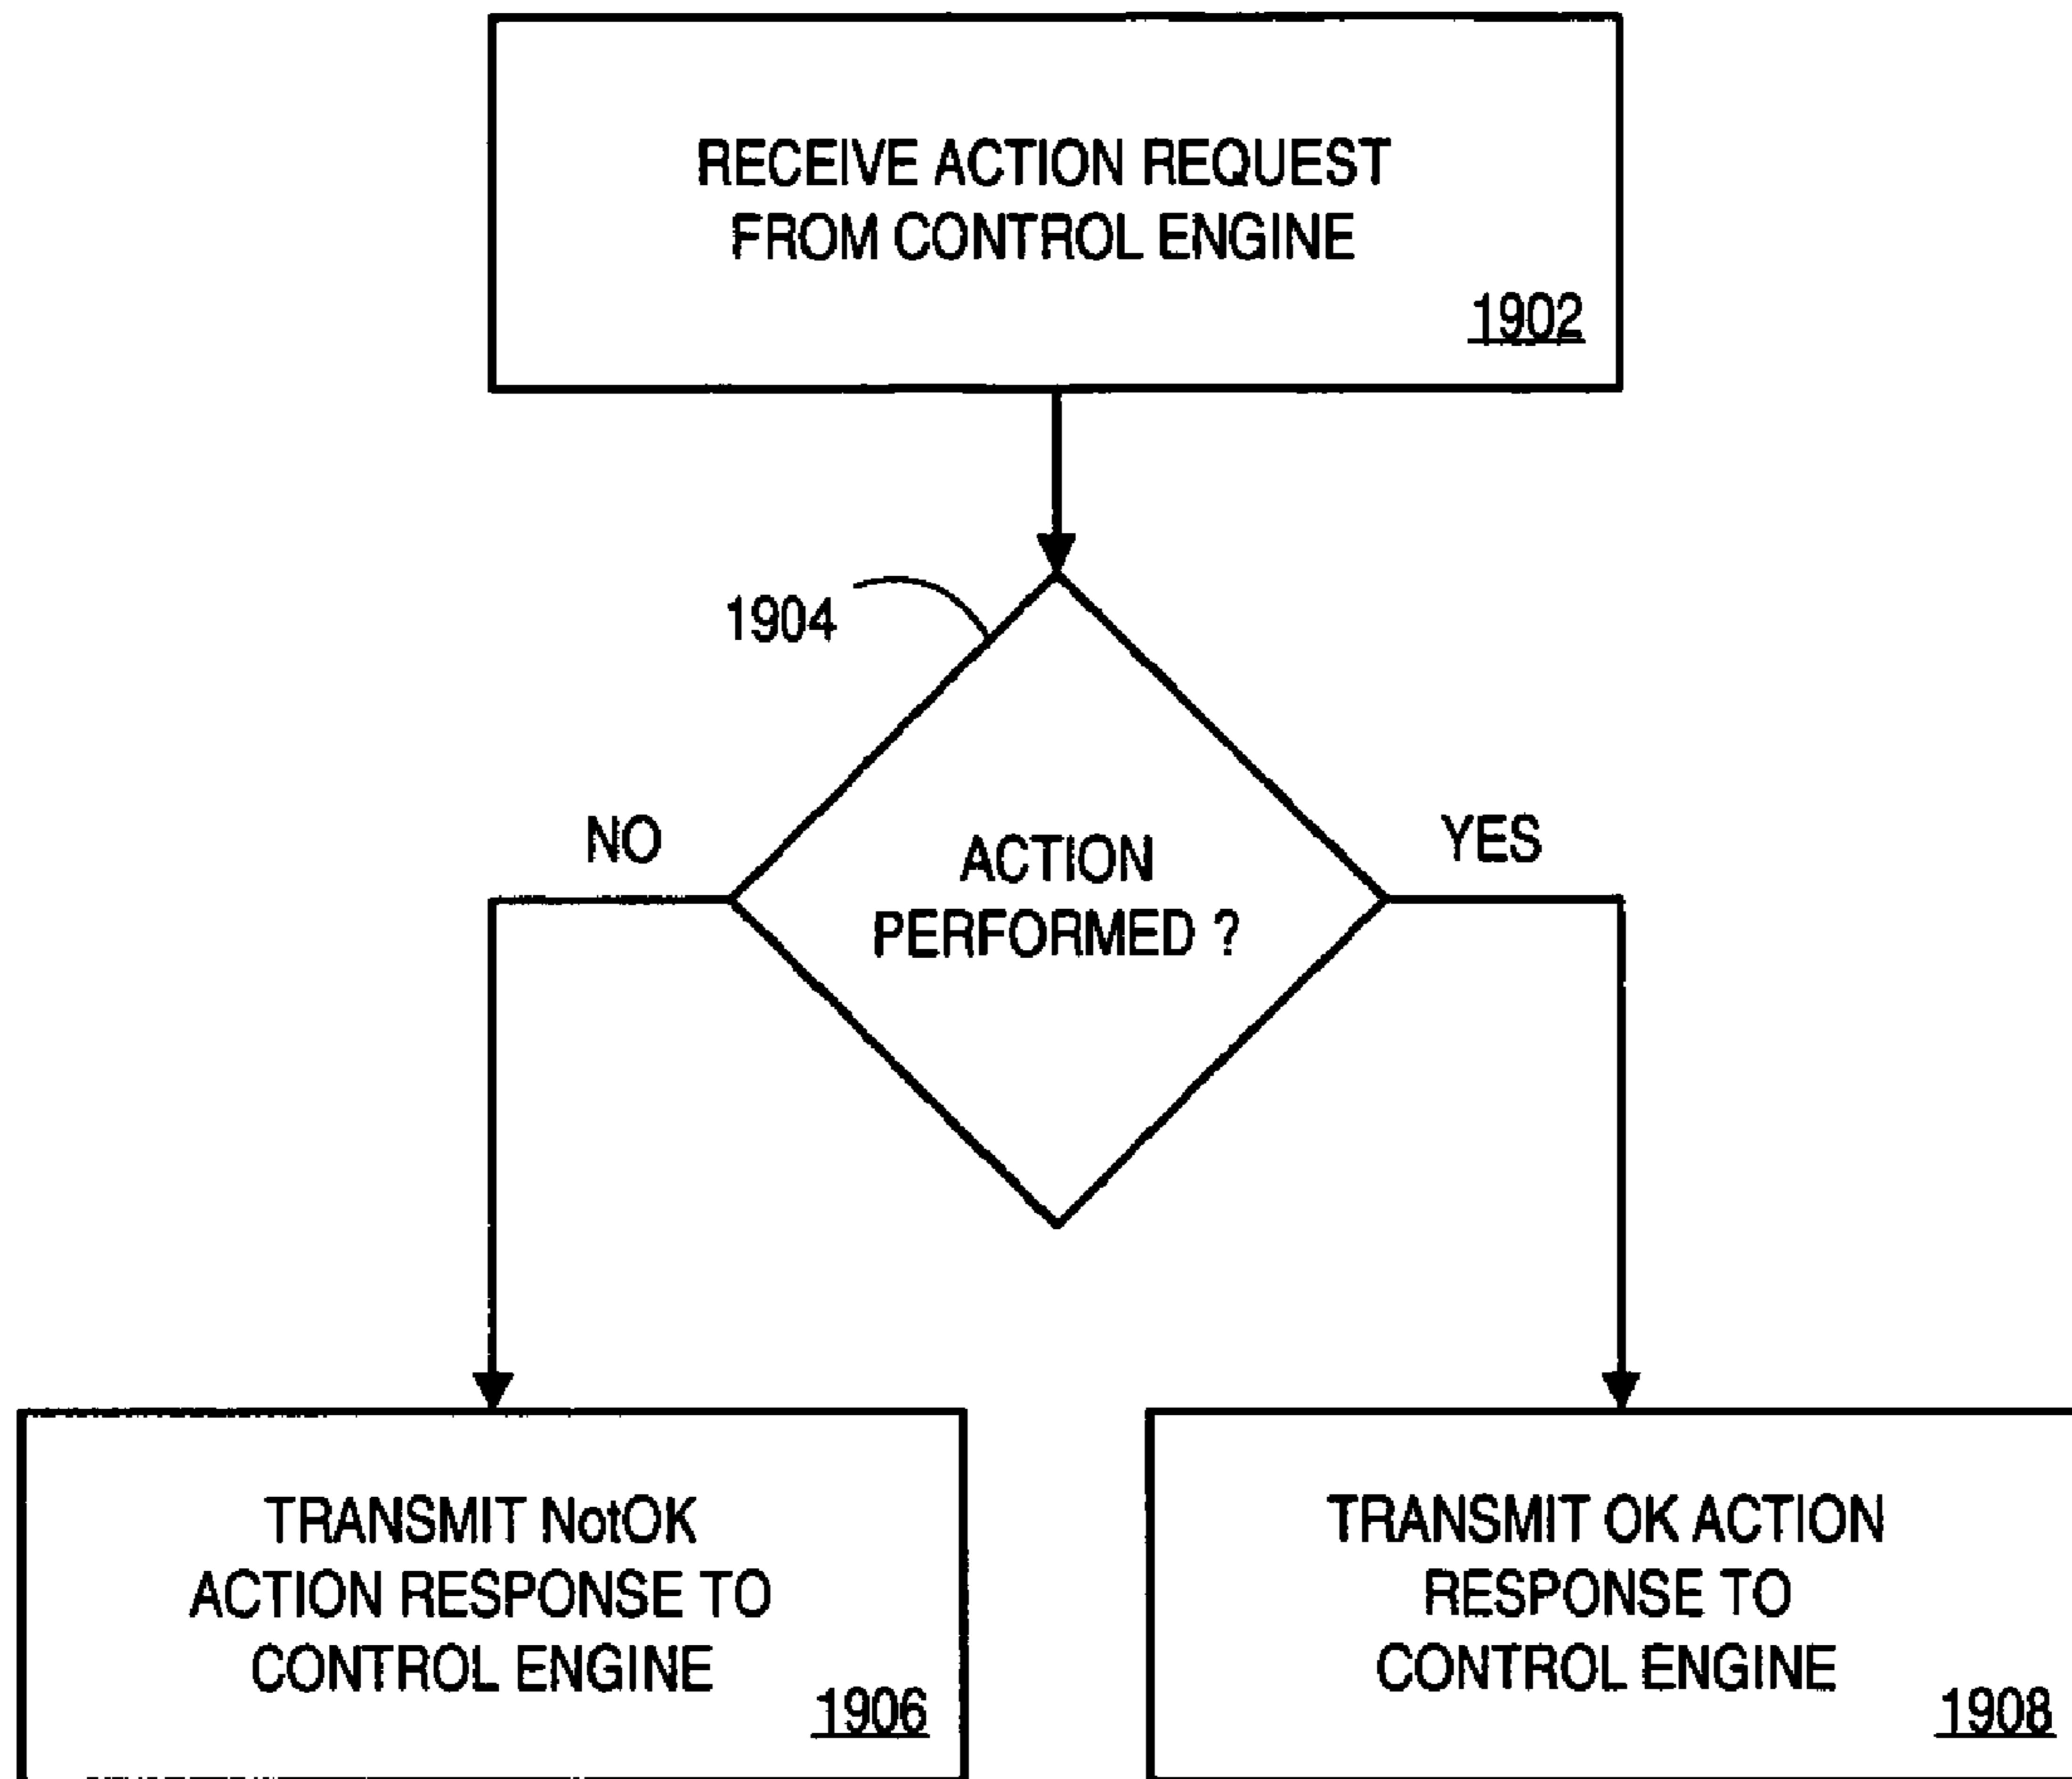 RECEIVE ACTION REQUEST
FROM CONTROL ENGINE
1902
1904
NO
ACTION
PERFORMED ?
YES
TRANSMIT NotOK
ACTION RESPONSE TO
CONTROL ENGINE
1906
TRANSMIT OK ACTION
RESPONSE TO
CONTROL ENGINE
1908